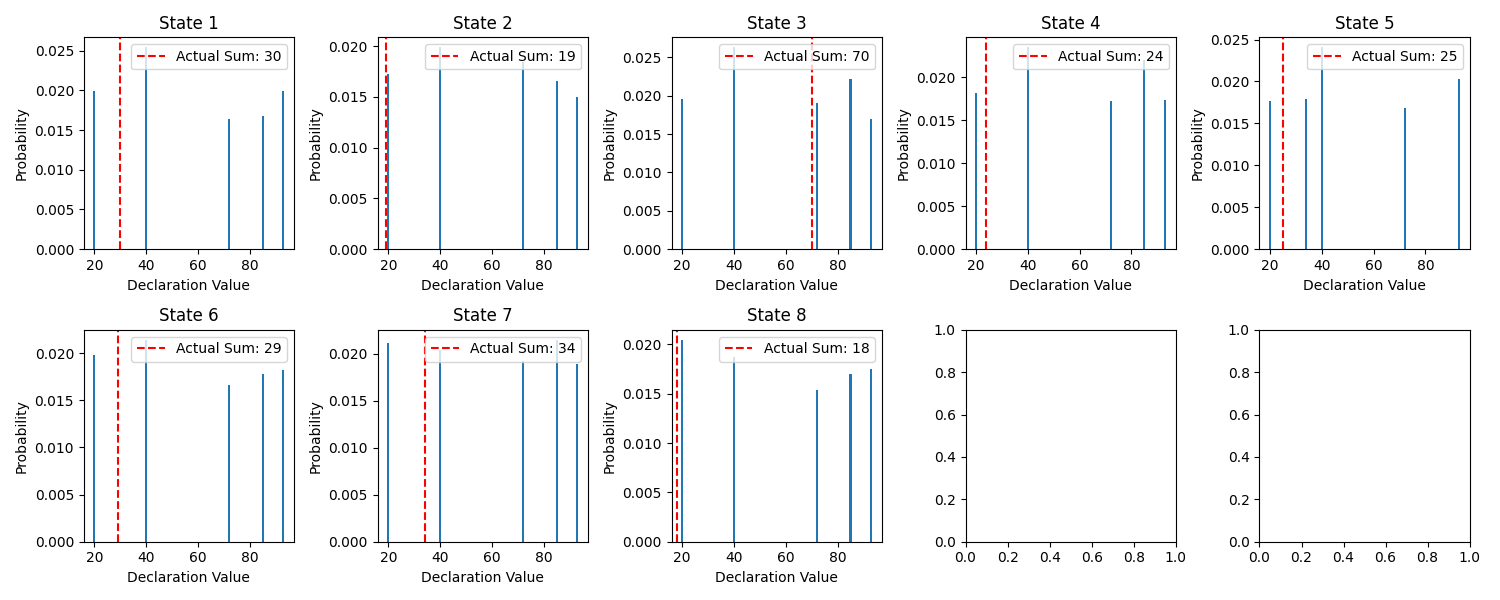 State 1
State 2
State 3
State 4
State 5
Actual Sum: 30
Actual Sum: 19
Actual Sum: 70
Actual Sum: 24
Actual Sum: 25
Probability
0.025
0.020
0.015
0.010
0.005
0.000
20 40 60 80
Declaration Value
Probability
0.020
0.015
0.010
0.005
0.000
20 40 60 80
Declaration Value
Probability
0.025
0.020
0.015
0.010
0.005
0.000
20 40 60 80
Declaration Value
Probability
0.020
0.015
0.010
0.005
0.000
20 40 60 80
Declaration Value
Probability
0.025
0.020
0.015
0.010
0.005
0.000
20 40 60 80
Declaration Value
State 6
State 7
State 8
Actual Sum: 29
Actual Sum: 34
Actual Sum: 18
Probability
0.020
0.015
0.010
0.005
0.000
20 40 60 80
Declaration Value
Probability
0.020
0.015
0.010
0.005
0.000
20 40 60 80
Declaration Value
Probability
0.020
0.015
0.010
0.005
0.000
20 40 60 80
Declaration Value
1.0
0.8
0.6
0.4
0.2
0.0
0.0 0.2 0.4 0.6 0.8 1.0
1.0
0.8
0.6
0.4
0.2
0.0
0.0 0.2 0.4 0.6 0.8 1.0